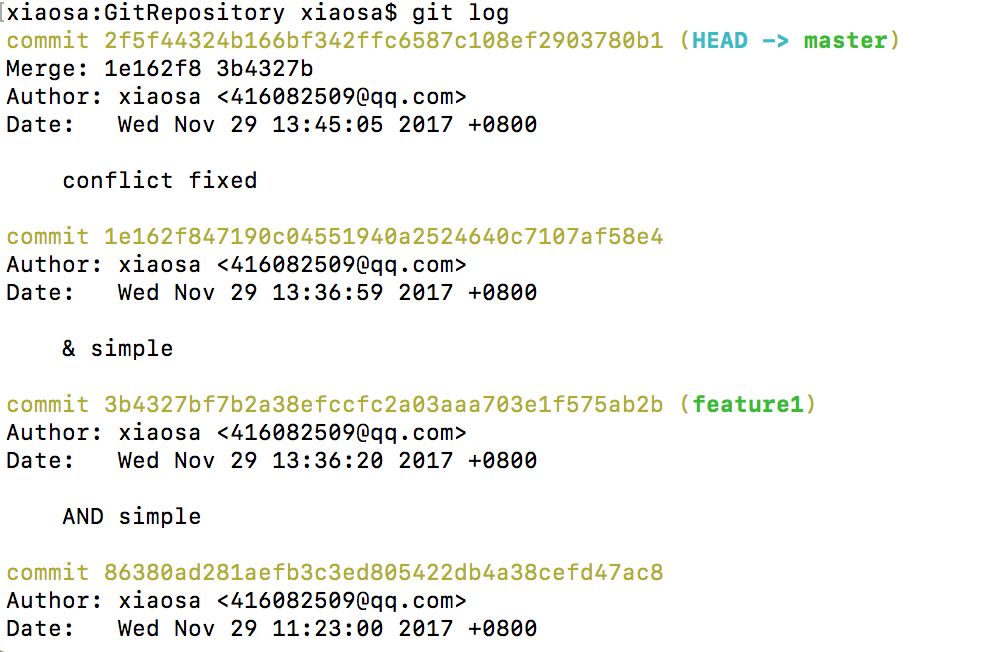 xiaosa:GitRepository xiaosa$ git log
commit 2f5f44324b166bf342ffc6587c108ef2903780b1 (HEAD -> master)
Merge: 1e162f8 3b4327b
Author: xiaosa <416082509@qq.com>
Date:   Wed Nov 29 13:45:05 2017 +0800
    conflict fixed
commit 1e162f847190c04551940a2524640c7107af58e4
Author: xiaosa <416082509@qq.com>
Date:   Wed Nov 29 13:36:59 2017 +0800
    & simple
commit 3b4327bf7b2a38efccfc2a03aaa703e1f575ab2b (feature1)
Author: xiaosa <416082509@qq.com>
Date:   Wed Nov 29 13:36:20 2017 +0800
    AND simple
commit 86380ad281aefb3c3ed805422db4a38cefd47ac8
Author: xiaosa <416082509@qq.com>
Date:   Wed Nov 29 11:23:00 2017 +0800